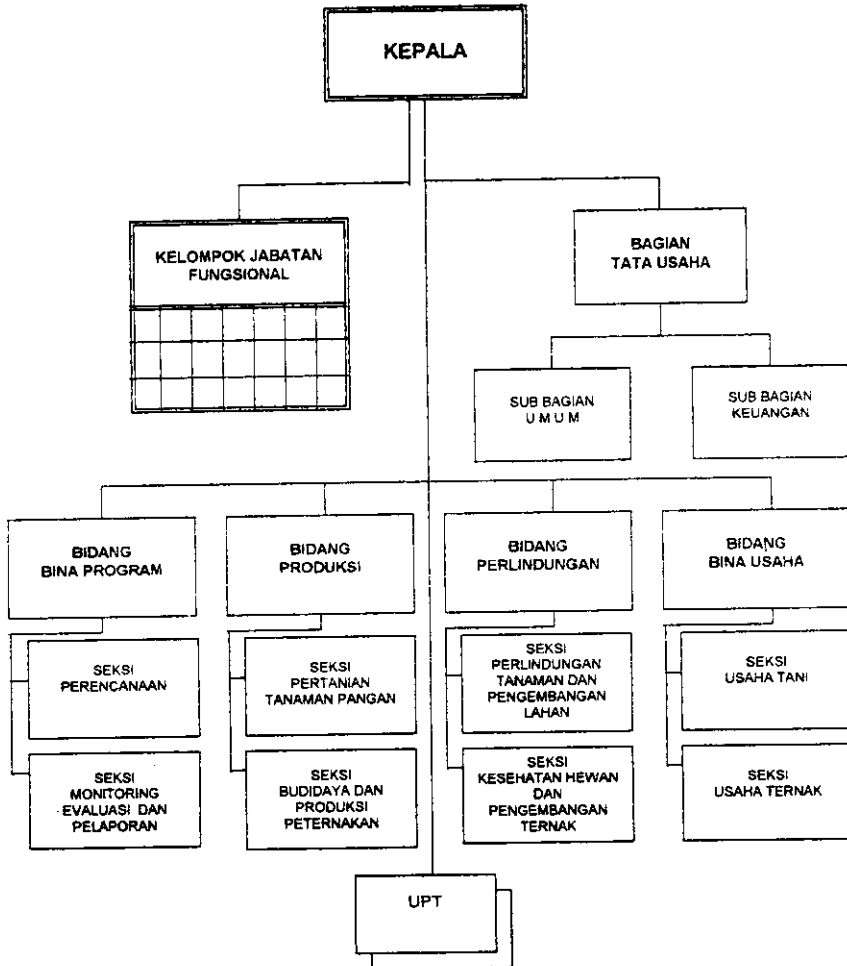 KEPALA
KELOMPOK JABATAN
FUNGSIONAL
BAGIAN
TATA USAHA
SUB BAGIAN
U M U M
SUB BAGIAN
KEUANGAN
BIDANG
BINA PROGRAM
BIDANG
PRODUKSI
BIDANG
PERLINDUNGAN
BIDANG
BINA USAHA
SEKSI
PERENCANAAN
SEKSI
PERTANIAN
TANAMAN PANGAN
SEKSI
PERLINDUNGAN
TANAMAN DAN
PENGEMBANGAN
LAHAN
SEKSI
USAHA TANI
SEKSI
MONITORING
EVALUASI DAN
PELAPORAN
SEKSI
BUDIDAYA DAN
PRODUKSI
PETERNAKAN
SEKSI
KESEHATAN HEWAN
DAN
PENGEMBANGAN
TERNAK
SEKSI
USAHA TERNAK
UPT